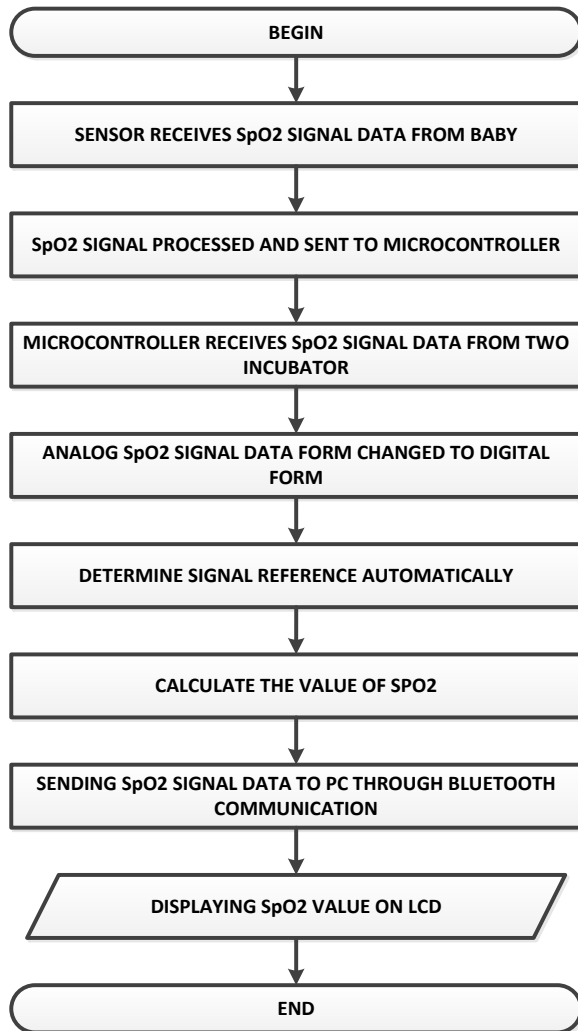 BEGIN
SENSOR RECEIVES SpO2 SIGNAL DATA FROM BABY
SpO2 SIGNAL PROCESSED AND SENT TO MICROCONTROLLER
MICROCONTROLLER RECEIVES SpO2 SIGNAL DATA FROM TWO
INCUBATOR
ANALOG SpO2 SIGNAL DATA FORM CHANGED TO DIGITAL
FORM
DETERMINE SIGNAL REFERENCE AUTOMATICALLY
CALCULATE THE VALUE OF SPO2
SENDING SpO2 SIGNAL DATA TO PC THROUGH BLUETOOTH
COMMUNICATION
DISPLAYING SpO2 VALUE ON LCD
END